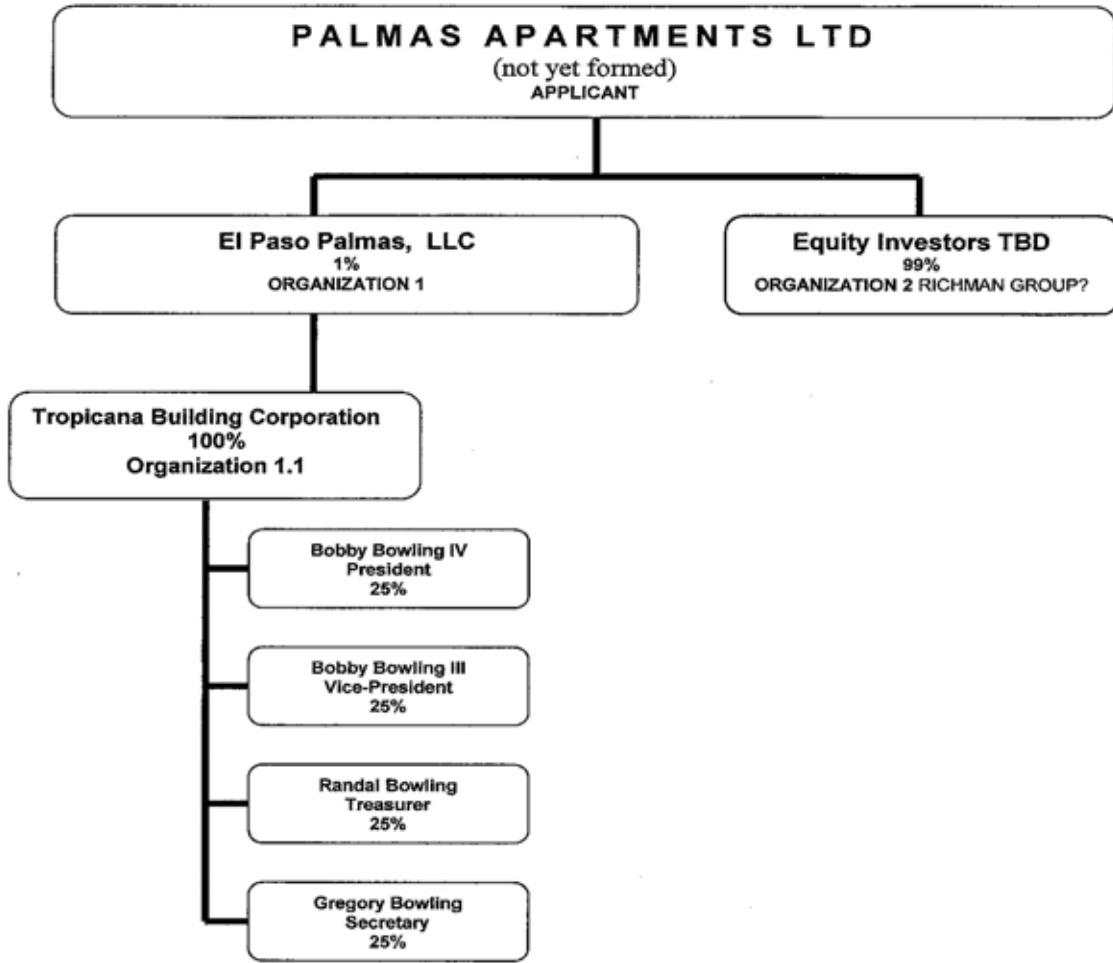 PALMAS APARTMENTS LTD
(not yet formed)
APPLICANT
El Paso Palmas, LLC
1%
ORGANIZATION 1
Equity Investors TBD
99%
ORGANIZATION 2 RICHMAN GROUP?
Tropicana Building Corporation
100%
Organization 1.1
Bobby Bowling IV
President
25%
Bobby Bowling III
Vice-President
25%
Randal Bowling
Treasurer
25%
Gregory Bowling
Secretary
25%